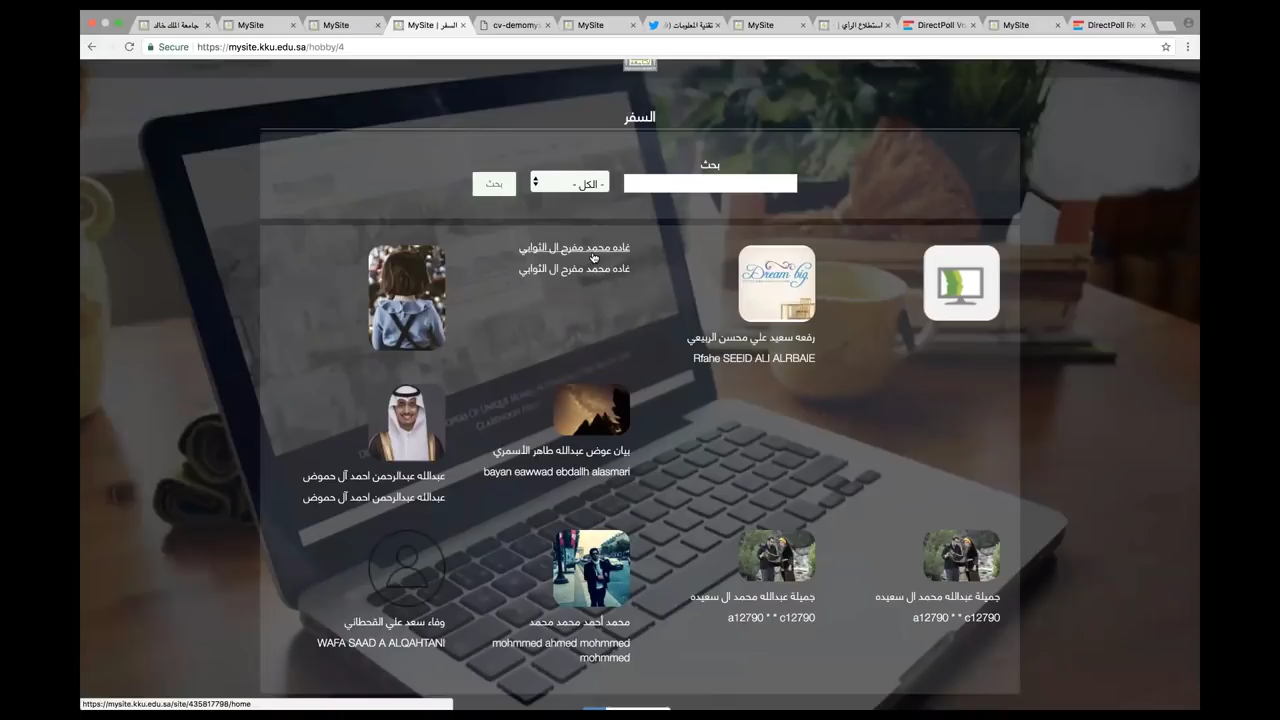 جامعة الملك خالد
MySite
MySite
السفر | MySite
cv-demomy
MySite
تقنية المعلومات
MySite
استطلاع الرأي
DirectPoll Vo
MySite
DirectPoll Re
Secure
https://mysite.kku.edu.sa/hobby/4
السفر
بحث
- الكل -
بحث
غاده محمد مفرح ال الثوابي
غاده محمد مفرح ال الثوابي
Dream big
رفعه سعيد علي محسن الربيعي
Rfahe SEEID ALI ALRBAIE
بيان عوض عبدالله طاهر الأسمري
bayan eawwad ebdallh alasmari
عبدالله عبدالرحمن احمد آل حموض
عبدالله عبدالرحمن احمد آل حموض
جميلة عبدالله محمد ال سعيده
a12790 * * c12790
جميلة عبدالله محمد ال سعيده
a12790 * * c12790
محمد أحمد محمد محمد
mohmmed ahmed mohmmed
mohmmed
وفاء سعد علي القحطاني
WAFA SAAD A ALQAHTANI
https://mysite.kku.edu.sa/site/435817798/home